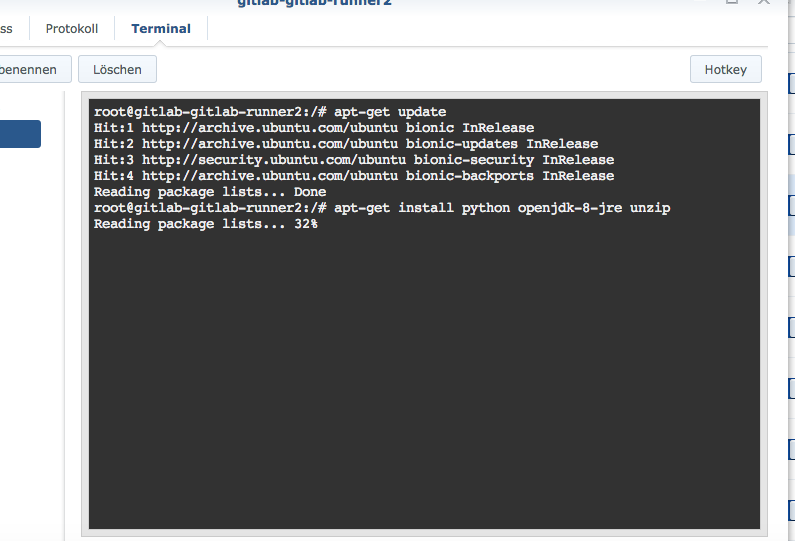 gitlab-gitlab-runner2
ss Protokoll Terminal
benennen Löschen Hotkey
root@gitlab-gitlab-runner2:/# apt-get update
Hit:1 http://archive.ubuntu.com/ubuntu bionic InRelease
Hit:2 http://archive.ubuntu.com/ubuntu bionic-updates InRelease
Hit:3 http://security.ubuntu.com/ubuntu bionic-security InRelease
Hit:4 http://archive.ubuntu.com/ubuntu bionic-backports InRelease
Reading package lists... Done
root@gitlab-gitlab-runner2:/# apt-get install python openjdk-8-jre unzip
Reading package lists... 32%